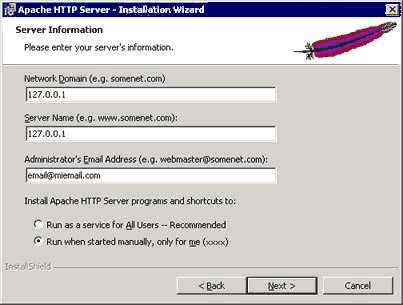 Apache HTTP Server - Installation Wizard
Server Information
Please enter your server's information.
Network Domain (e.g. somenet.com)
127.0.0.1
Server Name (e.g. www.somenet.com):
127.0.0.1
Administrator's Email Address (e.g. webmaster@somenet.com):
email@miemail.com
Install Apache HTTP Server programs and shortcuts to:
Run as a service for All Users -- Recommended
Run when started manually, only for me (xxxx)
InstallShield
< Back Next > Cancel